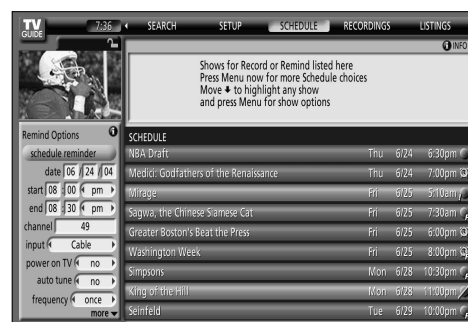 TV
GUIDE
7:36
SEARCH SETUP SCHEDULE RECORDINGS LISTINGS
INFO
Shows for Record or Remind listed here
Press Menu now for more Schedule choices
Move to highlight any show
and press Menu for show options
Remind Options
schedule reminder
date 06 / 24 / 04
start 08 : 00 pm
end 08 : 30 pm
channel 49
input Cable
power on TV no
auto tune no
frequency once
more
SCHEDULE
NBA Draft Thu 6/24 6:30pm
Medici: Godfathers of the Renaissance Thu 6/24 7:00pm
Mirage Fri 6/25 5:10am
Sagwa, the Chinese Siamese Cat Fri 6/25 7:30am
Greater Boston's Beat the Press Fri 6/25 6:00pm
Washington Week Fri 6/25 8:00pm
Simpsons Mon 6/28 10:30pm
King of the Hill Mon 6/28 11:00pm
Seinfeld Tue 6/29 10:00pm